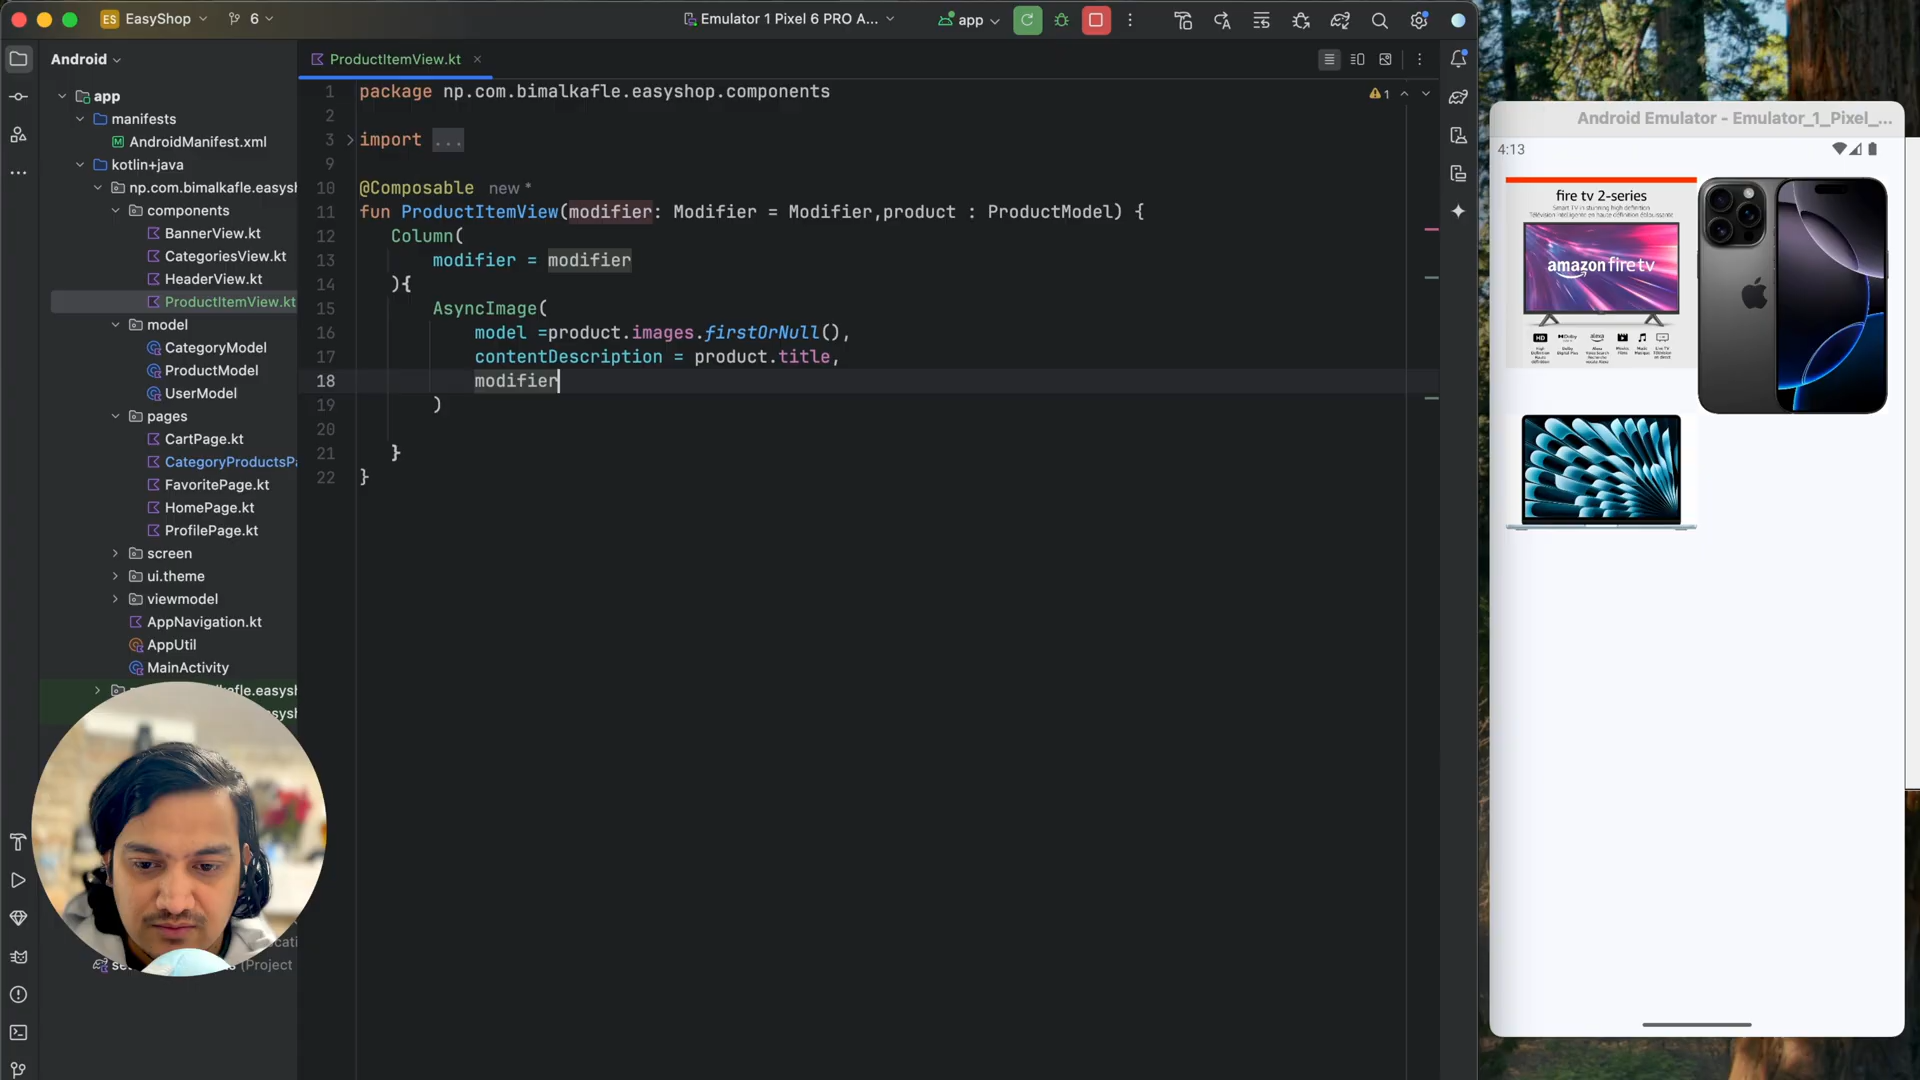 ES EasyShop 6 Emulator 1 Pixel 6 PRO A... app
Android
ProductItemView.kt
app
manifests
AndroidManifest.xml
kotlin+java
np.com.bimalkafle.easysh
components
BannerView.kt
CategoriesView.kt
HeaderView.kt
ProductItemView.kt
model
CategoryModel
ProductModel
UserModel
pages
CartPage.kt
CategoryProductsPa
FavoritePage.kt
HomePage.kt
ProfilePage.kt
screen
ui.theme
viewmodel
AppNavigation.kt
AppUtil
MainActivity
(Project
1 package np.com.bimalkafle.easyshop.components
2
3 import ...
9
10 @Composable new *
11 fun ProductItemView(modifier: Modifier = Modifier,product : ProductModel) {
12 Column(
13 modifier = modifier
14 ){
15 AsyncImage(
16 model =product.images.firstOrNull(),
17 contentDescription = product.title,
18 modifier
19 )
20
21 }
22 }
1
Android Emulator - Emulator_1_Pixel_...
4:13
fire tv 2-series
amazon fire tv